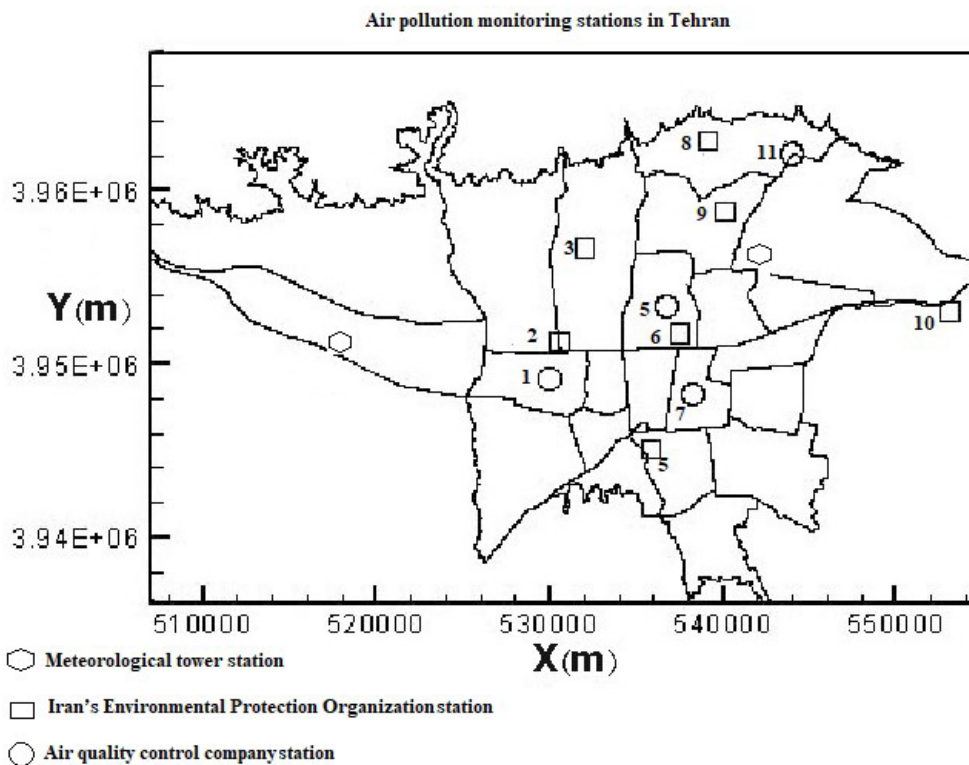 Air pollution monitoring stations in Tehran
8
11
3.96E+06
9
3
Y(m)
5
10
2
6
3.95E+06
1
7
5
3.94E+06
510000 520000 530000 540000 550000
X(m)
Meteorological tower station
Iran's Environmental Protection Organization station
Air quality control company station